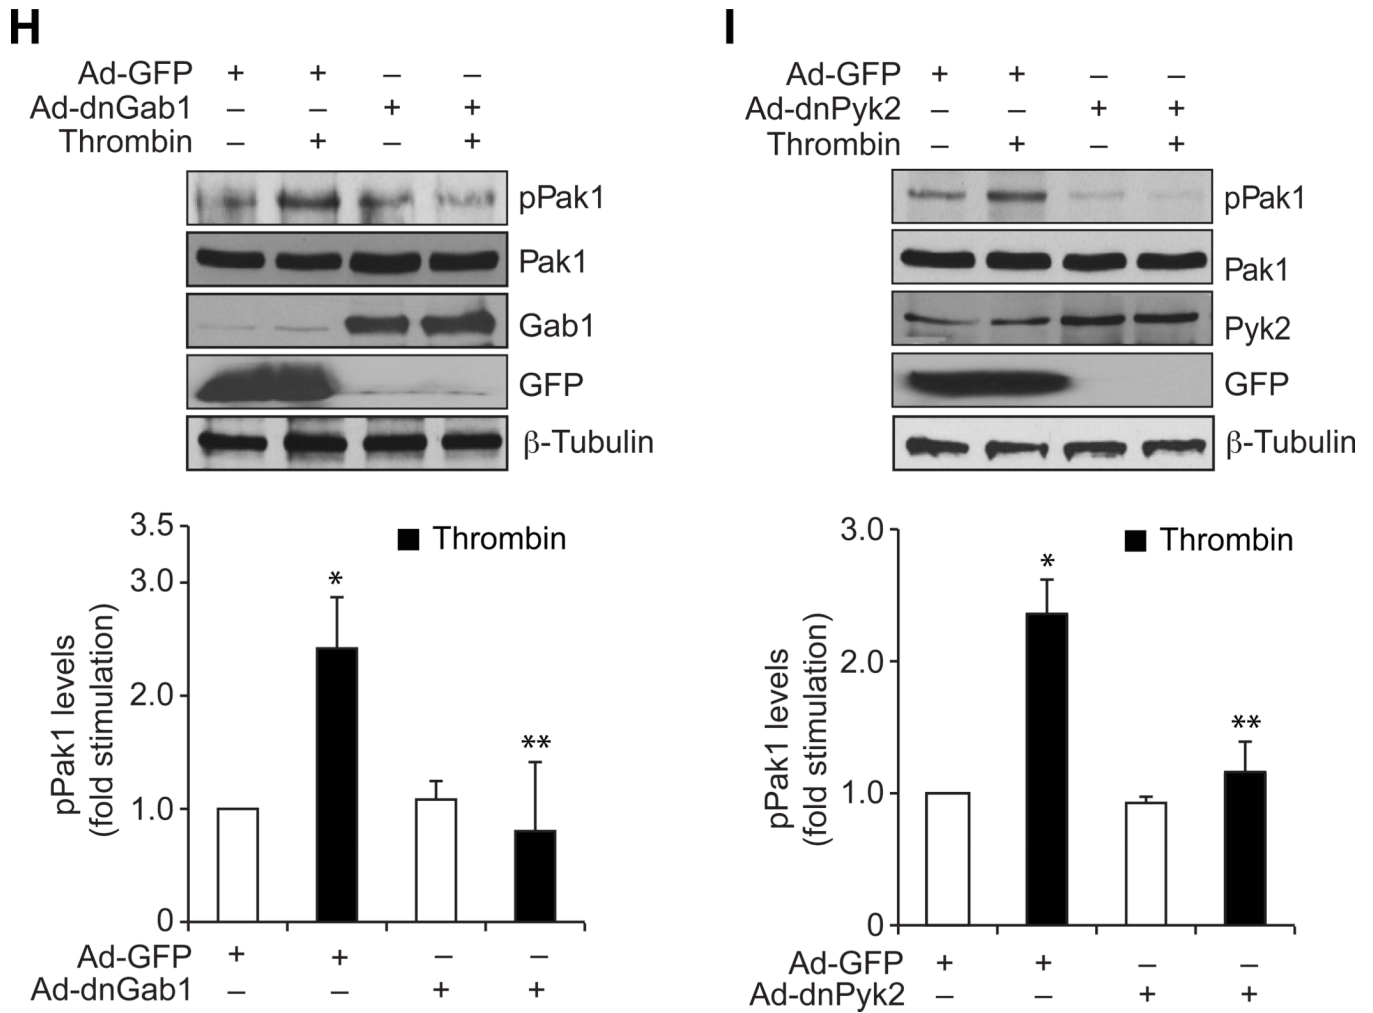 H
Ad-GFP + + – –
Ad-dnGab1 – – + +
Thrombin – + – +
pPak1
Pak1
Gab1
GFP
β-Tubulin
3.5
3.0
2.0
1.0
0
pPak1 levels
(fold stimulation)
■ Thrombin
*
**
Ad-GFP + + – –
Ad-dnGab1 – – + +
I
Ad-GFP + + – –
Ad-dnPyk2 – – + +
Thrombin – + – +
pPak1
Pak1
Pyk2
GFP
β-Tubulin
3.0
2.0
1.0
0
pPak1 levels
(fold stimulation)
■ Thrombin
*
**
Ad-GFP + + – –
Ad-dnPyk2 – – + +